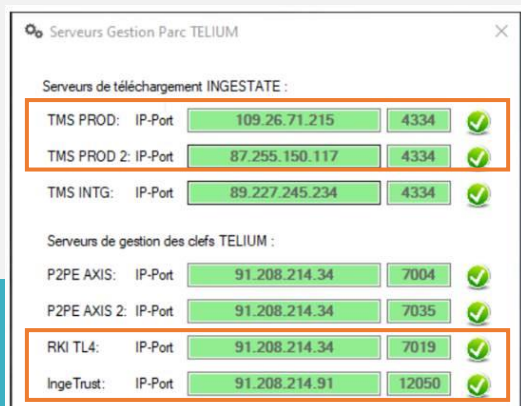 Serveurs Gestion Parc TELIUM
Serveurs de téléchargement INGESTATE :
TMS PROD: IP-Port 109.26.71.215 4334
TMS PROD 2: IP-Port 87.255.150.117 4334
TMS INTG: IP-Port 89.227.245.234 4334
Serveurs de gestion des clefs TELIUM :
P2PE AXIS: IP-Port 91.208.214.34 7004
P2PE AXIS 2: IP-Port 91.208.214.34 7035
RKI TL4: IP-Port 91.208.214.34 7019
IngeTrust: IP-Port 91.208.214.91 12050